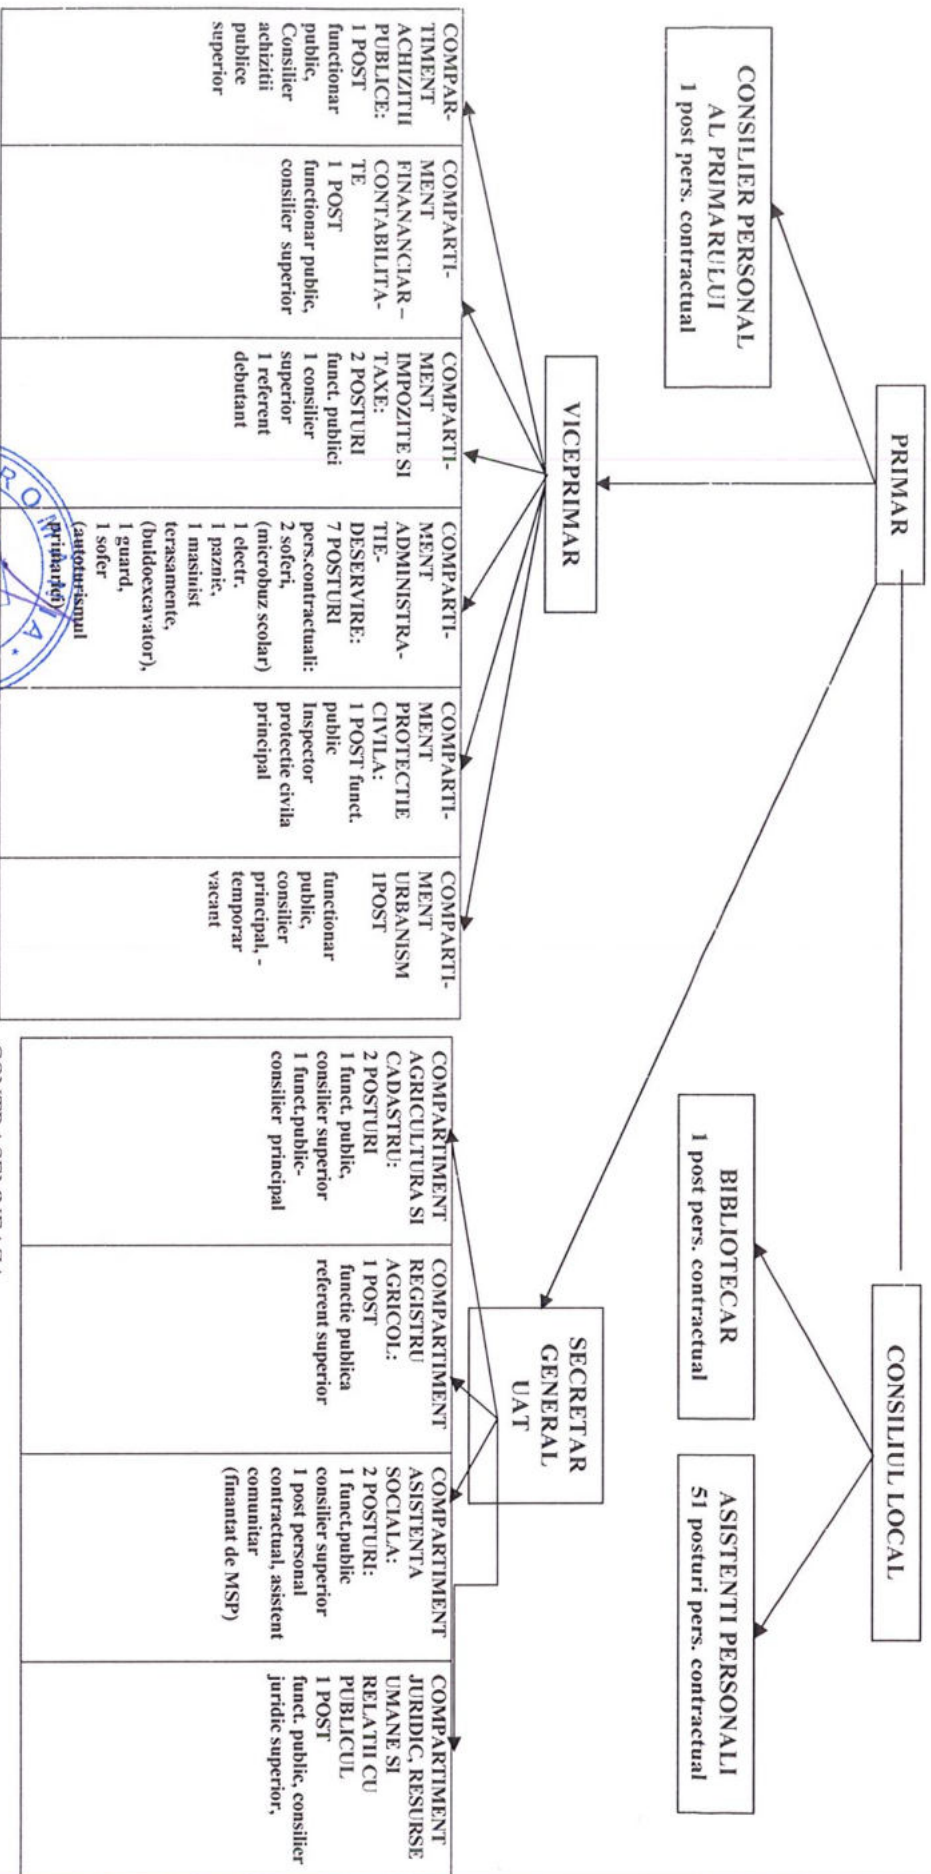 PRIMAR
CONSILIUL LOCAL
CONSILIER PERSONAL
AL PRIMARULUI
1 post pers. contractual
BIBLIOTECAR
1 post pers. contractual
ASISTENTI PERSONALI
51 posturi pers. contractual
VICEPRIMAR
SECRETAR
GENERAL
UAT
COMPAR-
TIMENT
ACHIZITII
PUBLICE:
1 POST
functionar
public,
Consilier
achizitii
publice
superior
COMPARTI-
MENT
FINANANCIAR –
CONTABILITA-
TE
1 POST
functionar public,
consilier superior
COMPARTI-
MENT
IMPOZITE SI
TAXE:
2 POSTURI
funct. publici
1 consilier
superior
1 referent
debutant
COMPARTI-
MENT
ADMINISTRA-
TIE-
DESERVIRE:
7 POSTURI
pers.contractuali:
2 soferi,
(microbuz scolar)
1 electr.
1 paznic,
1 masinist
terasamente,
(buldoexcavator),
1 guard,
1 sofer
(autoturismul
primariei)
COMPARTI-
MENT
PROTECTIE
CIVILA:
1 POST funct.
public
Inspector
protectie civila
principal
COMPARTI-
MENT
URBANISM
1POST
functionar
public,
consilier
principal, -
temporar
vacant
COMPARTIMENT
AGRICULTURA SI
CADASTRU:
2 POSTURI
1 funct. public,
consilier superior
1 funct.public-
consilier principal
COMPARTIMENT
REGISTRU
AGRICOL:
1 POST
functie publica
referent superior
COMPARTIMENT
ASISTENTA
SOCIALA:
2 POSTURI:
1 funct.public
consilier superior
1 post personal
contractual, asistent
comunitar
(finantat de MSP)
COMPARTIMENT
JURIDIC, RESURSE
UMANE SI
RELATII CU
PUBLICUL
1 POST
funct. public, consilier
juridic superior,
ROMANIA